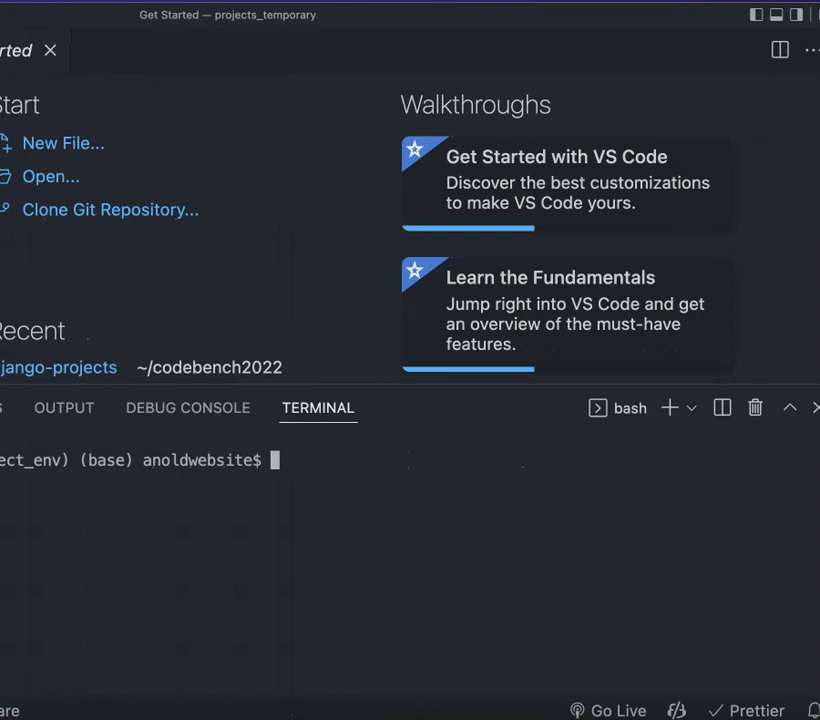 Get Started — projects_temporary
rted
Start
Walkthroughs
New File...
Open...
Clone Git Repository...
Get Started with VS Code
Discover the best customizations
to make VS Code yours.
Learn the Fundamentals
Jump right into VS Code and get
an overview of the must-have
features.
Recent
jango-projects ~/codebench2022
S OUTPUT DEBUG CONSOLE TERMINAL bash
ect_env) (base) anoldwebsite$
are Go Live Prettier